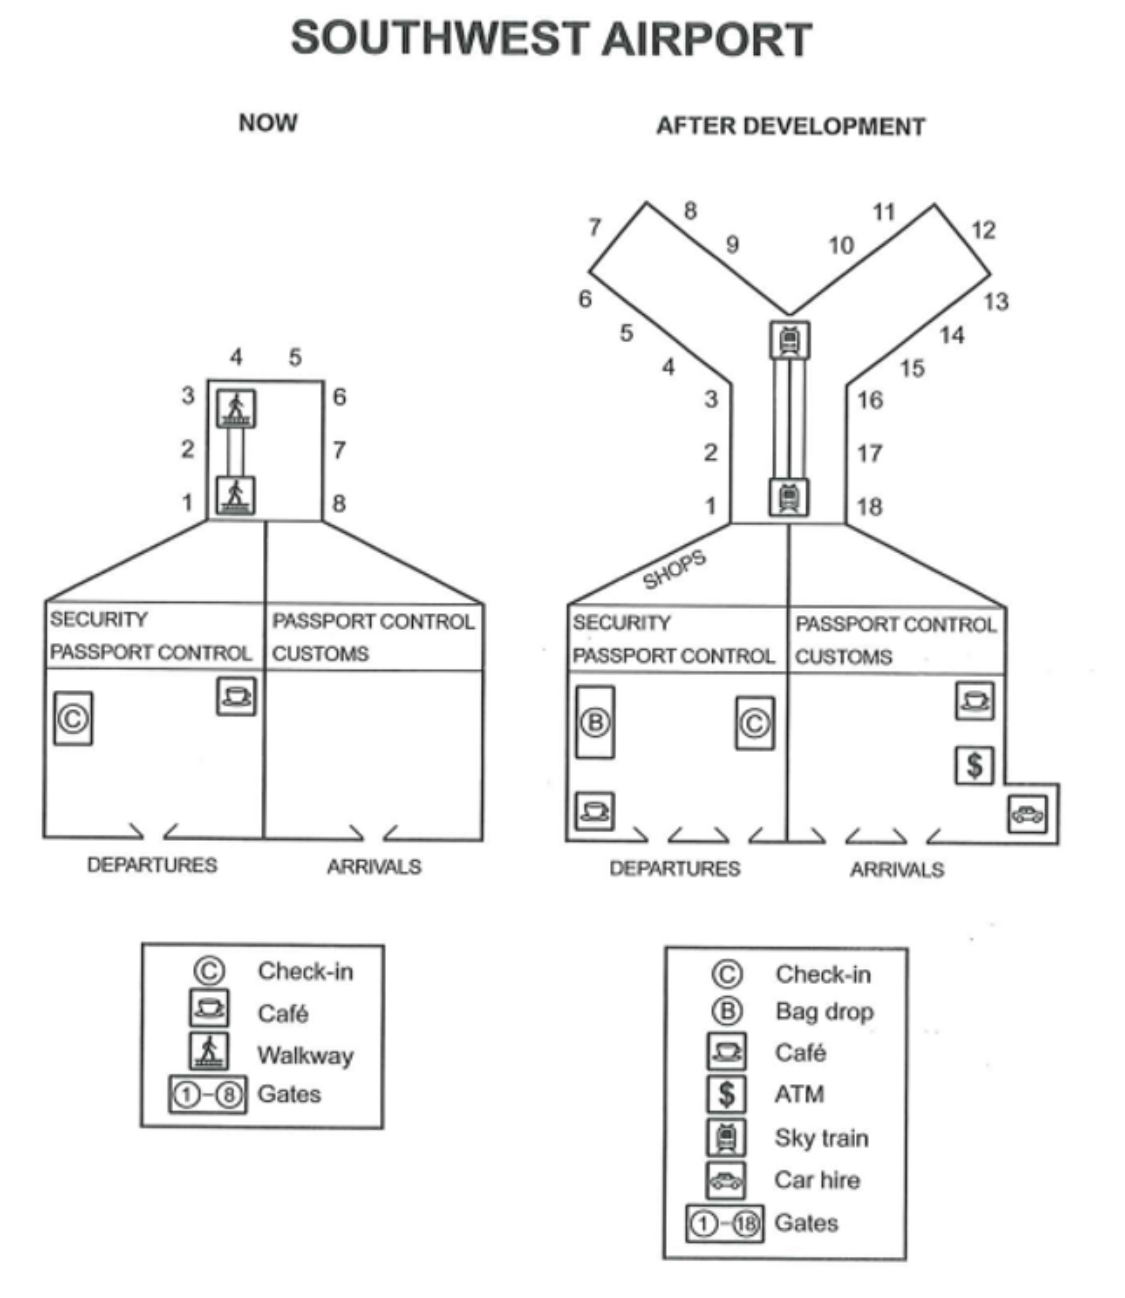 SOUTHWEST AIRPORT
NOW
4 5
3 6
2 7
1 8
SECURITY
PASSPORT CONTROL
PASSPORT CONTROL
CUSTOMS
C
DEPARTURES
ARRIVALS
C Check-in
Café
Walkway
1-8 Gates
AFTER DEVELOPMENT
7 8 11 12
9 10
6 13
5 14
4 15
3 16
2 17
1 18
SHOPS
SECURITY
PASSPORT CONTROL
PASSPORT CONTROL
CUSTOMS
B C
$
DEPARTURES
ARRIVALS
C Check-in
B Bag drop
Café
$ ATM
Sky train
Car hire
1-18 Gates